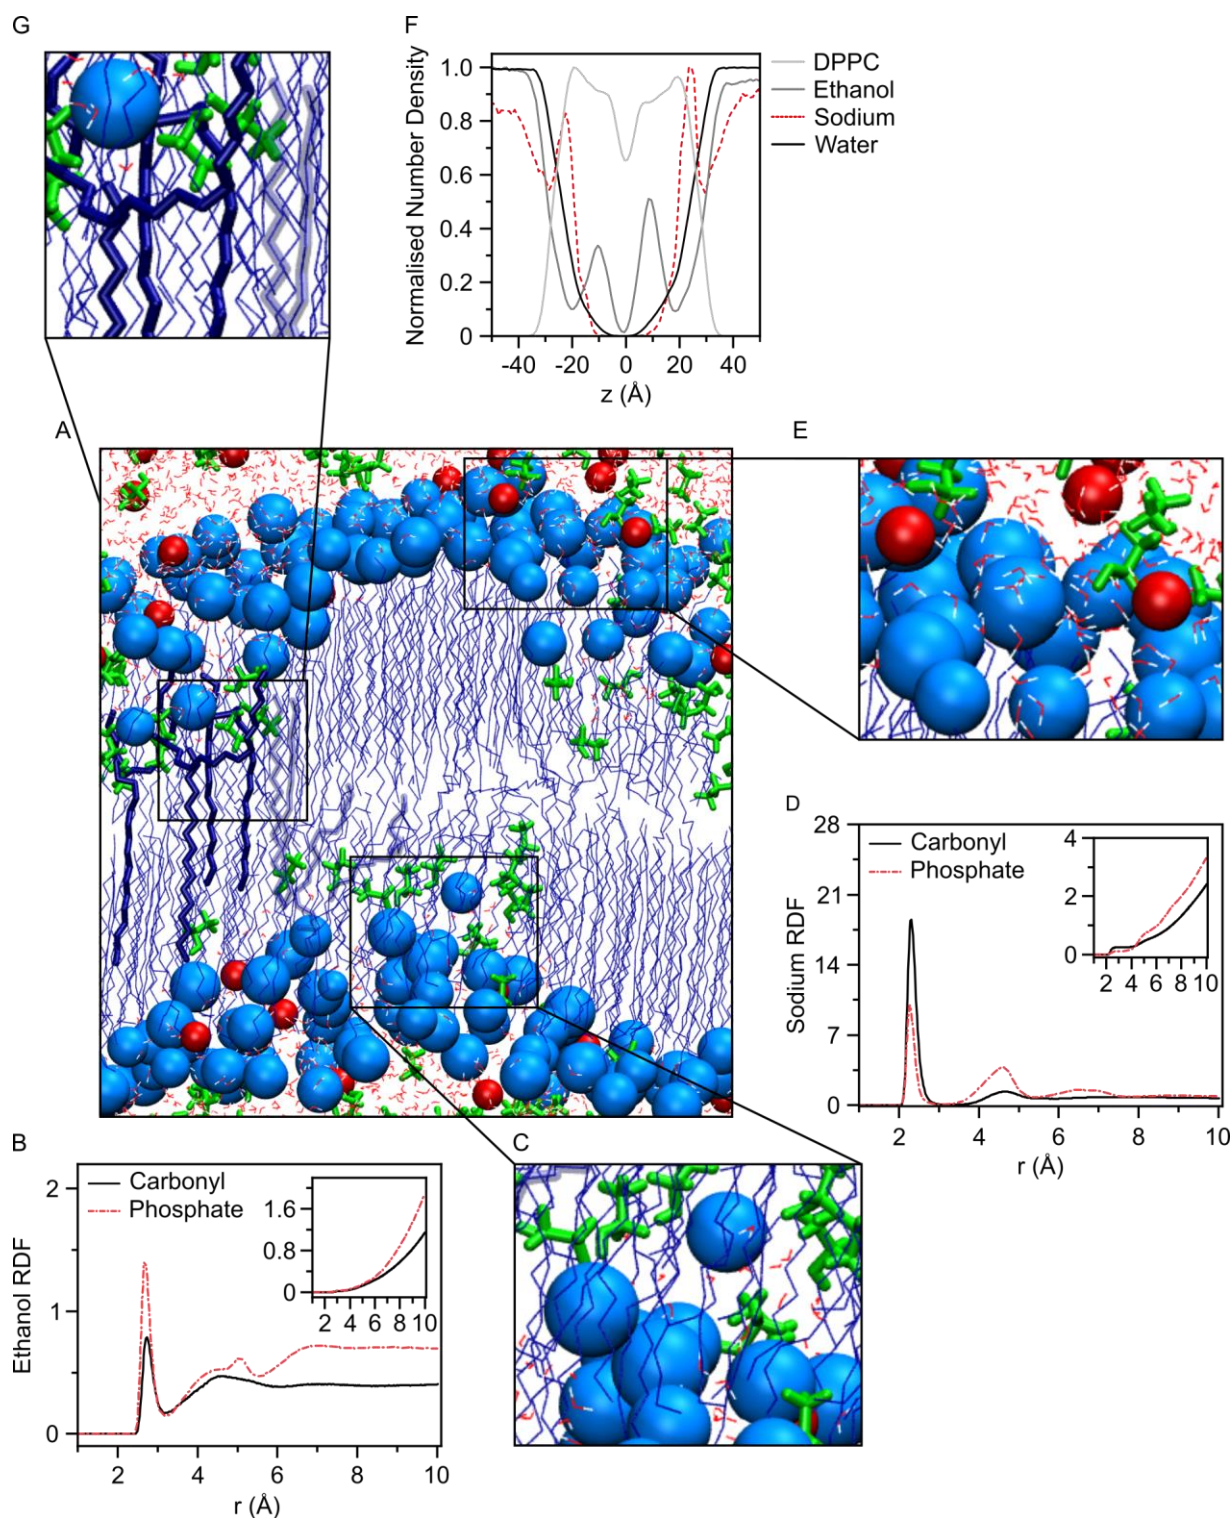 G
F
Normalised Number Density
1.0
0.8
0.6
0.4
0.2
0
-40 -20 0 20 40
z (Å)
DPPC
Ethanol
Sodium
Water
A
E
D
Sodium RDF
28
21
14
7
0
Carbonyl
Phosphate
4
2
0
2 4 6 8 10
2 4 6 8 10
r (Å)
B
Ethanol RDF
2
1
0
Carbonyl
Phosphate
1.6
0.8
0
2 4 6 8 10
2 4 6 8 10
r (Å)
C